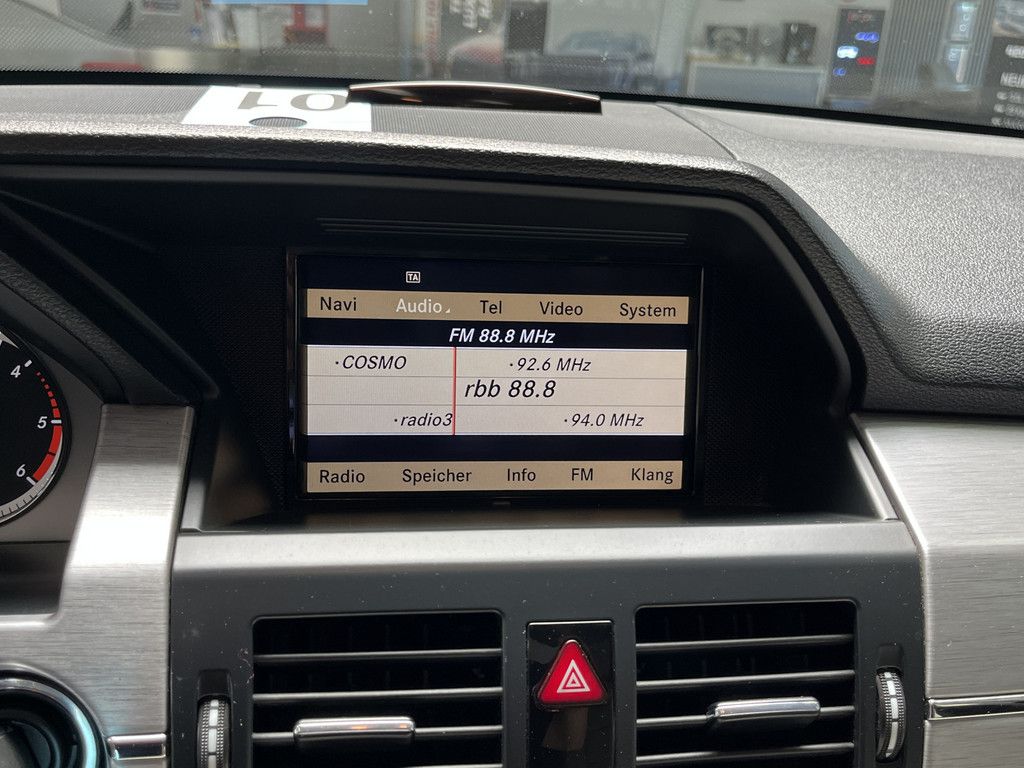 01
TA
Navi Audio Tel Video System
FM 88.8 MHz
·COSMO ·92.6 MHz
rbb 88.8
·radio3 ·94.0 MHz
Radio Speicher Info FM Klang
4
5
6